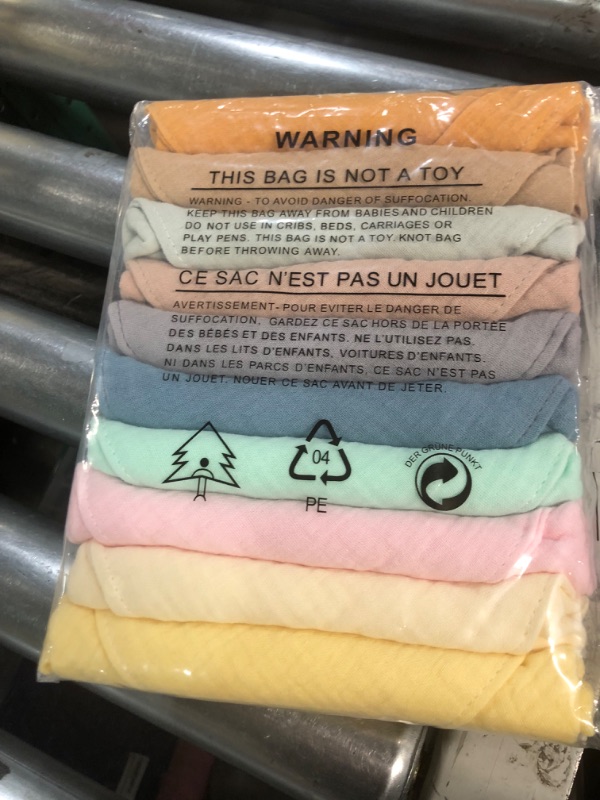 WARNING
THIS BAG IS NOT A TOY
WARNING - TO AVOID DANGER OF SUFFOCATION.
KEEP THIS BAG AWAY FROM BABIES AND CHILDREN
DO NOT USE IN CRIBS, BEDS, CARRIAGES OR
PLAY PENS. THIS BAG IS NOT A TOY. KNOT BAG
BEFORE THROWING AWAY.
CE SAC N'EST PAS UN JOUET
AVERTISSEMENT- POUR EVITER LE DANGER DE
SUFFOCATION, GARDEZ CE SAC HORS DE LA PORTÉE
DES BÉBÉS ET DES ENFANTS. NE L'UTILISEZ PAS.
DANS LES LITS D'ENFANTS, VOITURES D'ENFANTS.
NI DANS LES PARCS D'ENFANTS, CE SAC N'EST PAS
UN JOUET. NOUER CE SAC AVANT DE JETER.
04
PE
DER GRÜNE PUNKT